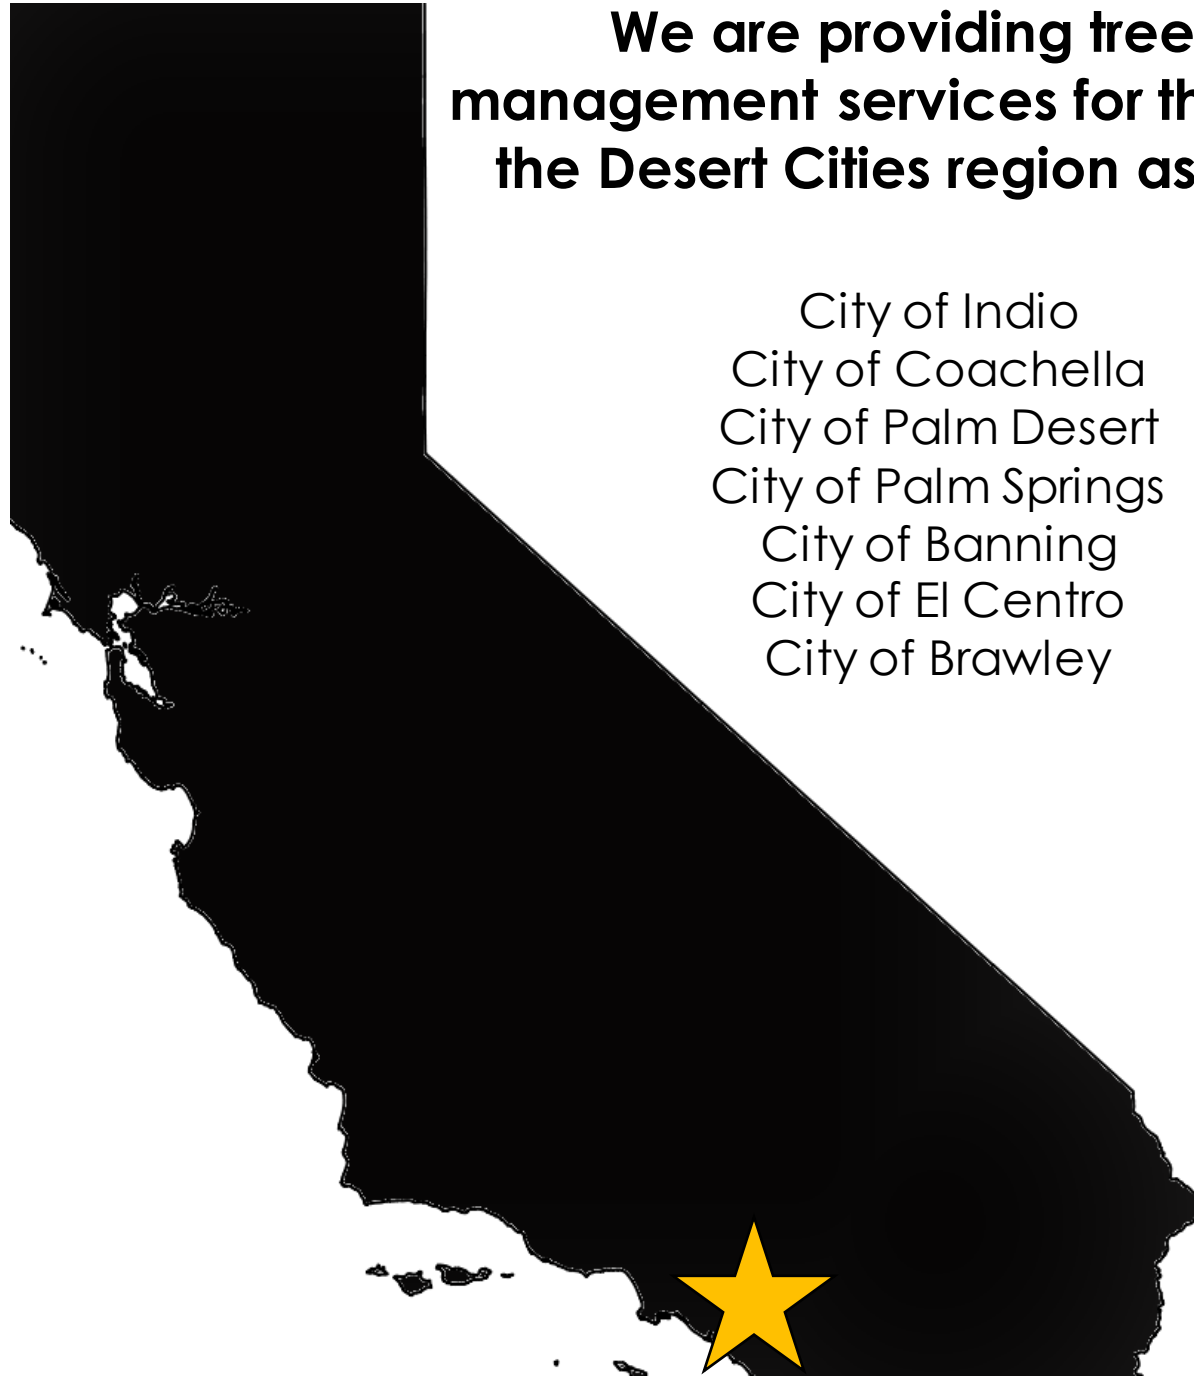 We are providing tree
management services for th
the Desert Cities region as
City of Indio
City of Coachella
City of Palm Desert
City of Palm Springs
City of Banning
City of El Centro
City of Brawley